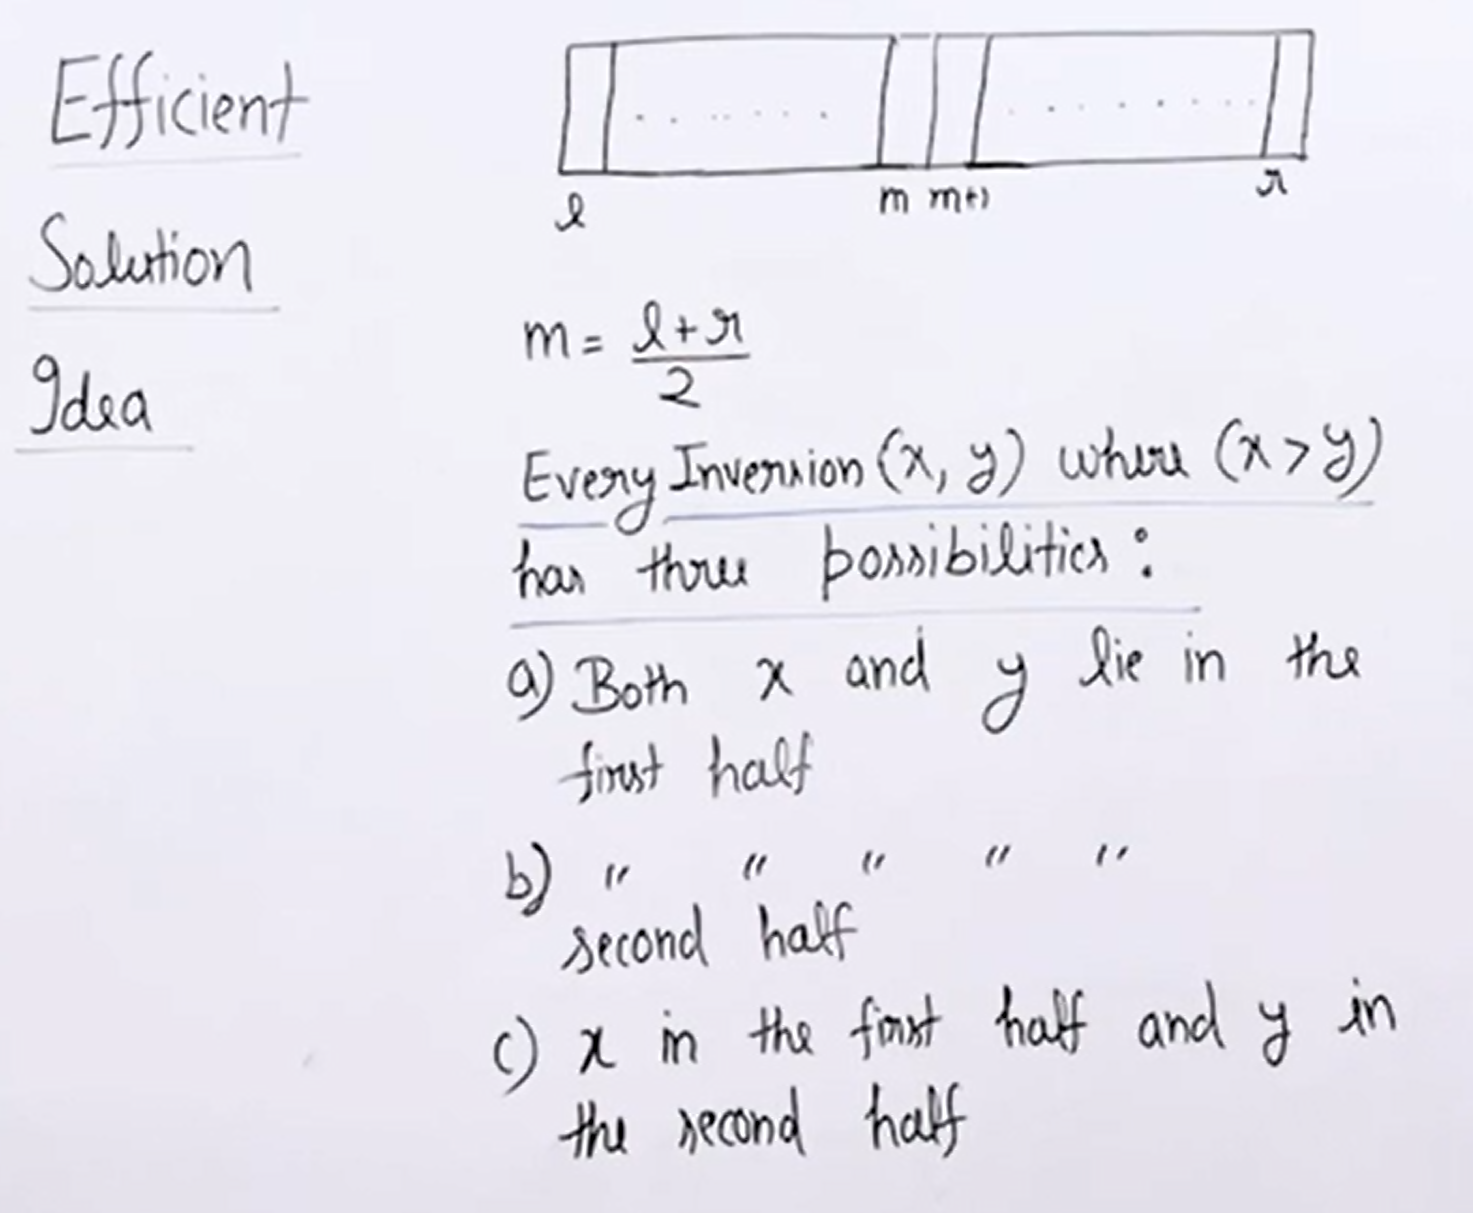 Efficient
Solution
Idea
l m m+1 r
m = l+r
2
Every Inversion (x, y) where (x > y)
has three possibilities :
a) Both x and y lie in the
first half
b) " " " " "
second half
c) x in the first half and y in
the second half